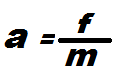 a = f/m